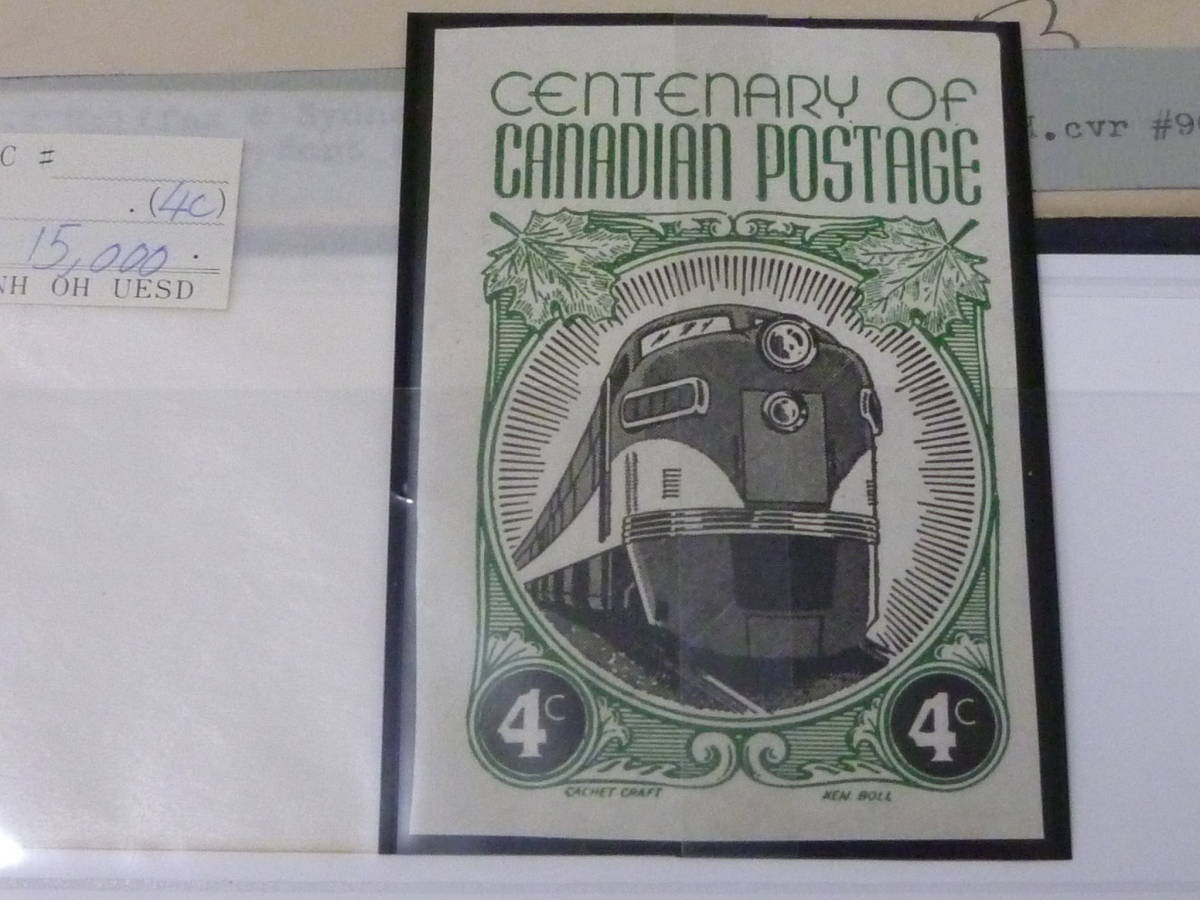 CENTENARY OF
CANADIAN POSTAGE
4c 4c
CACHET CRAFT KEN BOLL
C #
.(4c)
15,000.
NH OH UESD
.cvr #9